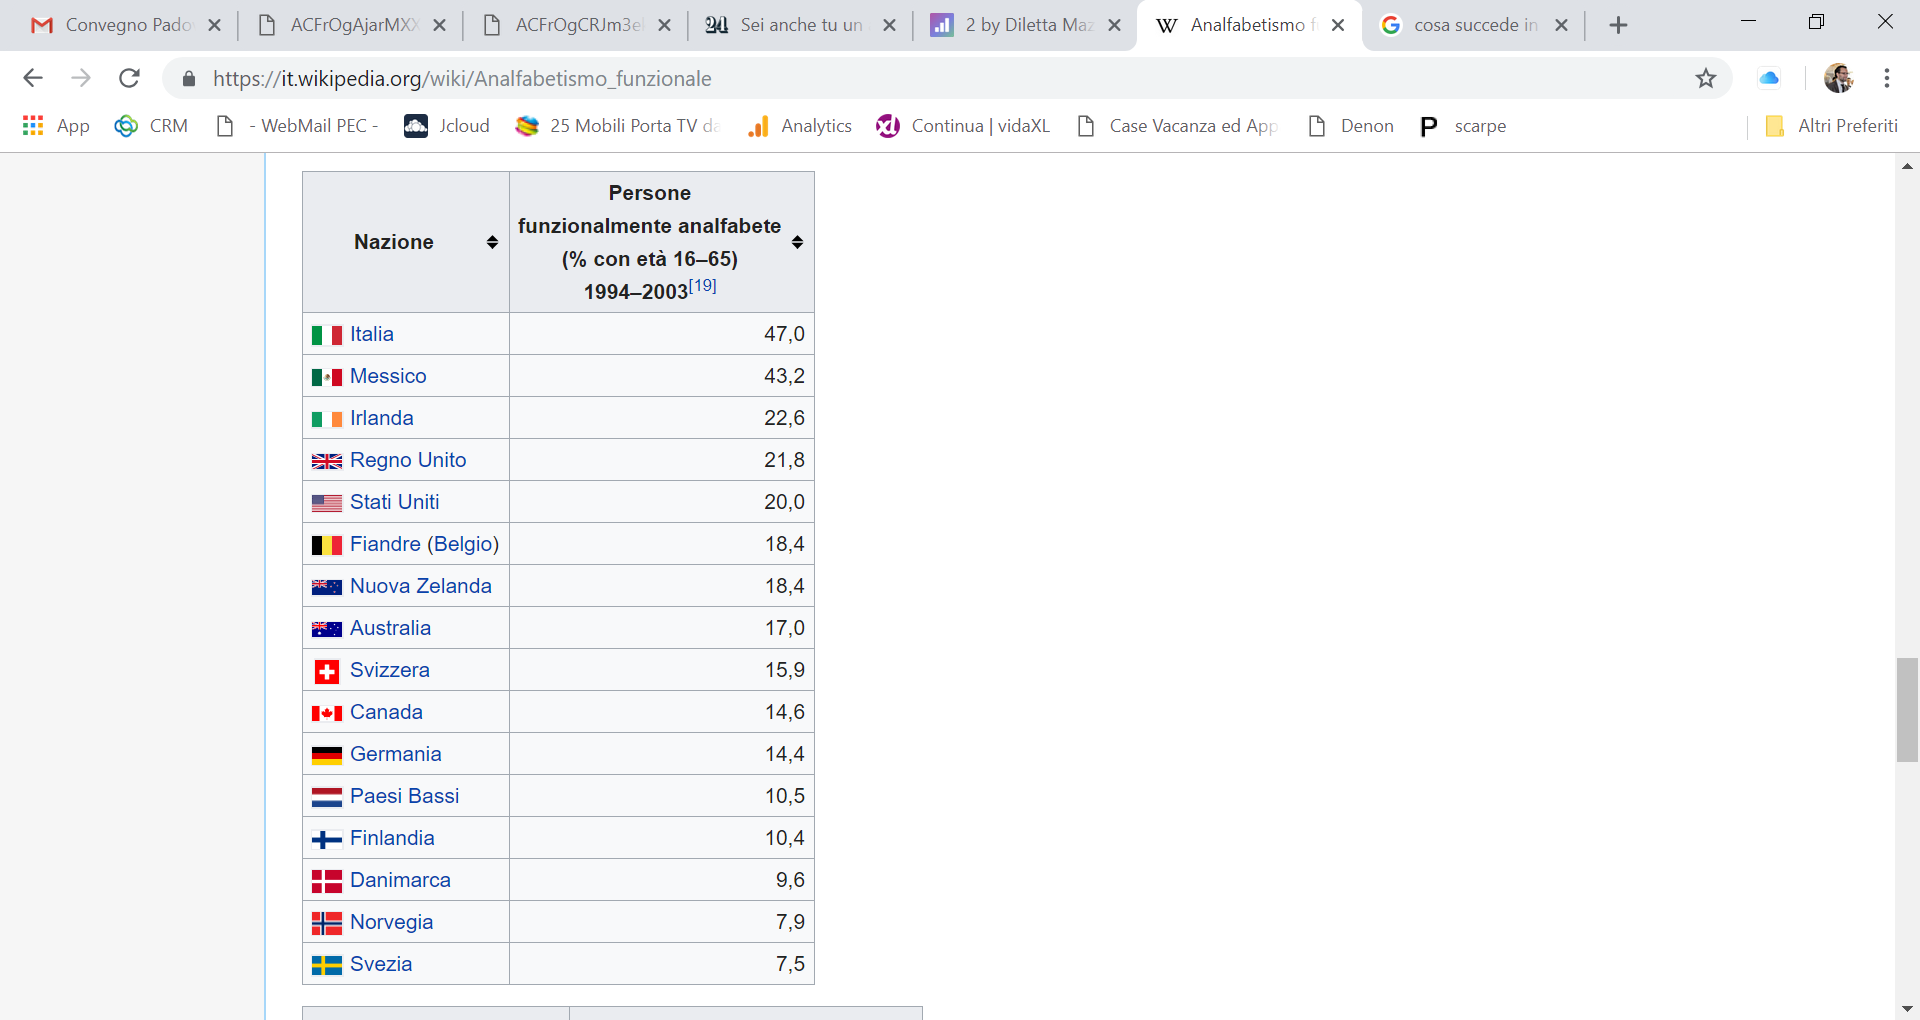 Convegno Pado
ACFrOgAjarMXX
ACFrOgCRJm3e
Sei anche tu un
2 by Diletta Maz
Analfabetismo f
cosa succede in
https://it.wikipedia.org/wiki/Analfabetismo_funzionale
App CRM - WebMail PEC - Jcloud 25 Mobili Porta TV da Analytics Continua | vidaXL Case Vacanza ed App Denon scarpe Altri Preferiti
Nazione
Persone
funzionalmente analfabete
(% con età 16–65)
1994–2003[19]
Italia 47,0
Messico 43,2
Irlanda 22,6
Regno Unito 21,8
Stati Uniti 20,0
Fiandre (Belgio) 18,4
Nuova Zelanda 18,4
Australia 17,0
Svizzera 15,9
Canada 14,6
Germania 14,4
Paesi Bassi 10,5
Finlandia 10,4
Danimarca 9,6
Norvegia 7,9
Svezia 7,5